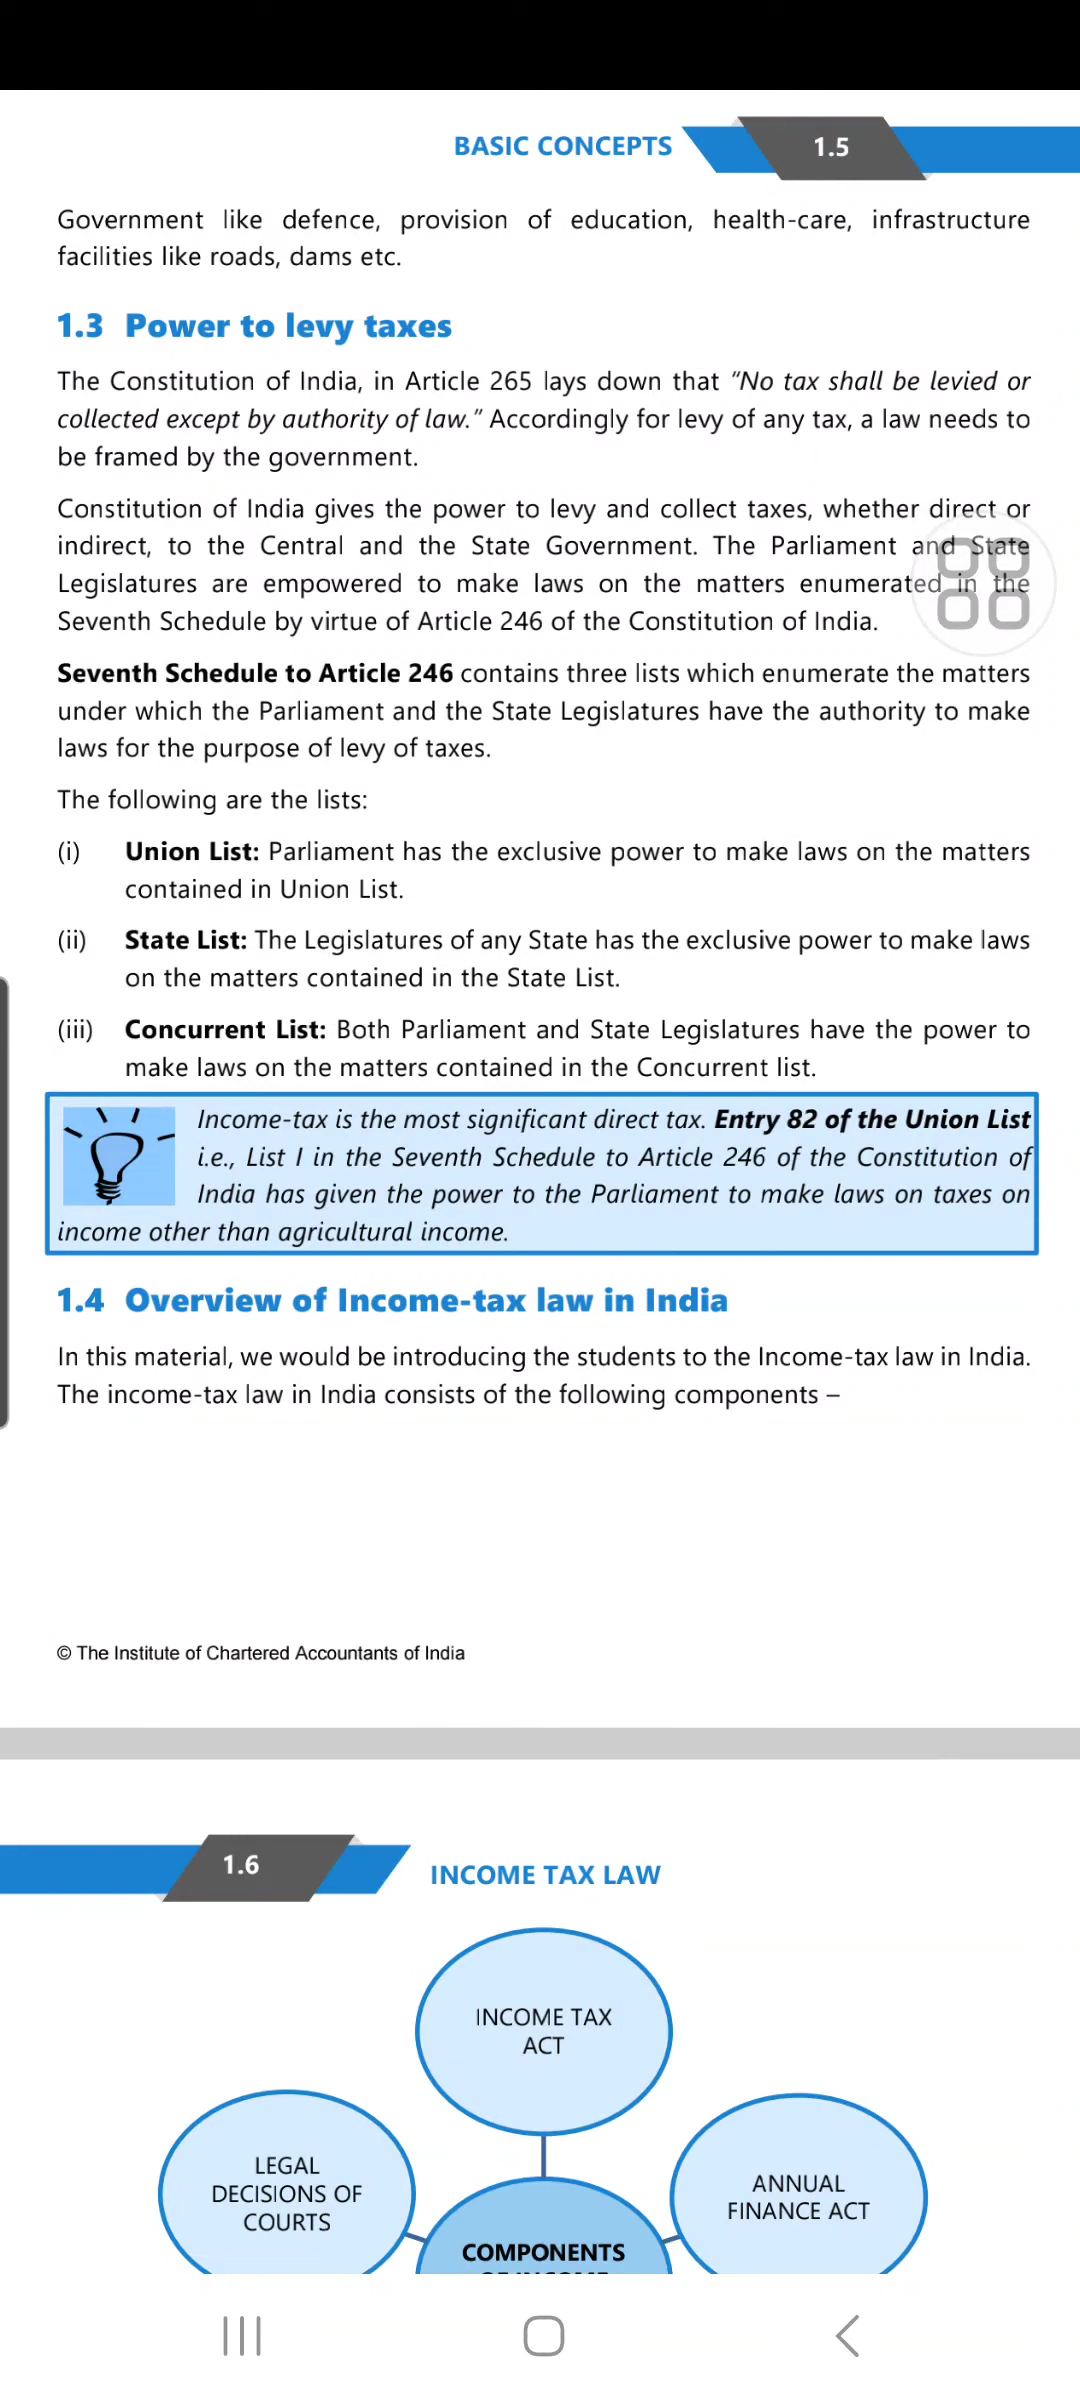 BASIC CONCEPTS 1.5
Government like defence, provision of education, health-care, infrastructure
facilities like roads, dams etc.
1.3 Power to levy taxes
The Constitution of India, in Article 265 lays down that “No tax shall be levied or
collected except by authority of law.” Accordingly for levy of any tax, a law needs to
be framed by the government.
Constitution of India gives the power to levy and collect taxes, whether direct or
indirect, to the Central and the State Government. The Parliament and State
Legislatures are empowered to make laws on the matters enumerated in the
Seventh Schedule by virtue of Article 246 of the Constitution of India.
Seventh Schedule to Article 246 contains three lists which enumerate the matters
under which the Parliament and the State Legislatures have the authority to make
laws for the purpose of levy of taxes.
The following are the lists:
(i) Union List: Parliament has the exclusive power to make laws on the matters
contained in Union List.
(ii) State List: The Legislatures of any State has the exclusive power to make laws
on the matters contained in the State List.
(iii) Concurrent List: Both Parliament and State Legislatures have the power to
make laws on the matters contained in the Concurrent list.
Income-tax is the most significant direct tax. Entry 82 of the Union List
i.e., List I in the Seventh Schedule to Article 246 of the Constitution of
India has given the power to the Parliament to make laws on taxes on
income other than agricultural income.
1.4 Overview of Income-tax law in India
In this material, we would be introducing the students to the Income-tax law in India.
The income-tax law in India consists of the following components –
© The Institute of Chartered Accountants of India
1.6 INCOME TAX LAW
INCOME TAX
ACT
LEGAL
DECISIONS OF
COURTS
ANNUAL
FINANCE ACT
COMPONENTS